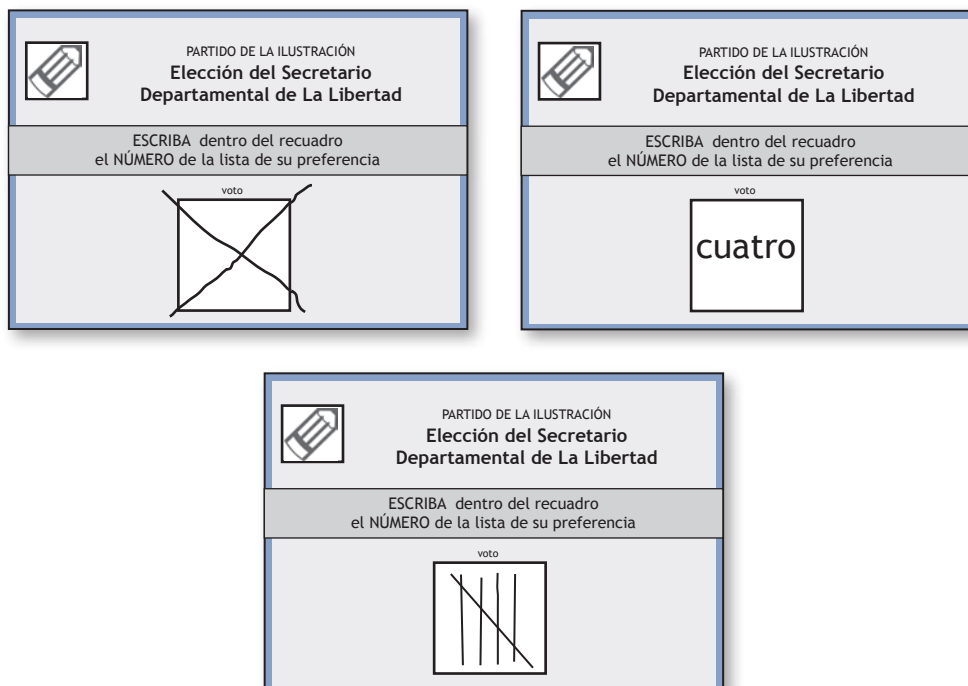 PARTIDO DE LA ILUSTRACIÓN
Elección del Secretario
Departamental de La Libertad
ESCRIBA dentro del recuadro
el NÚMERO de la lista de su preferencia
voto
PARTIDO DE LA ILUSTRACIÓN
Elección del Secretario
Departamental de La Libertad
ESCRIBA dentro del recuadro
el NÚMERO de la lista de su preferencia
voto
cuatro
PARTIDO DE LA ILUSTRACIÓN
Elección del Secretario
Departamental de La Libertad
ESCRIBA dentro del recuadro
el NÚMERO de la lista de su preferencia
voto